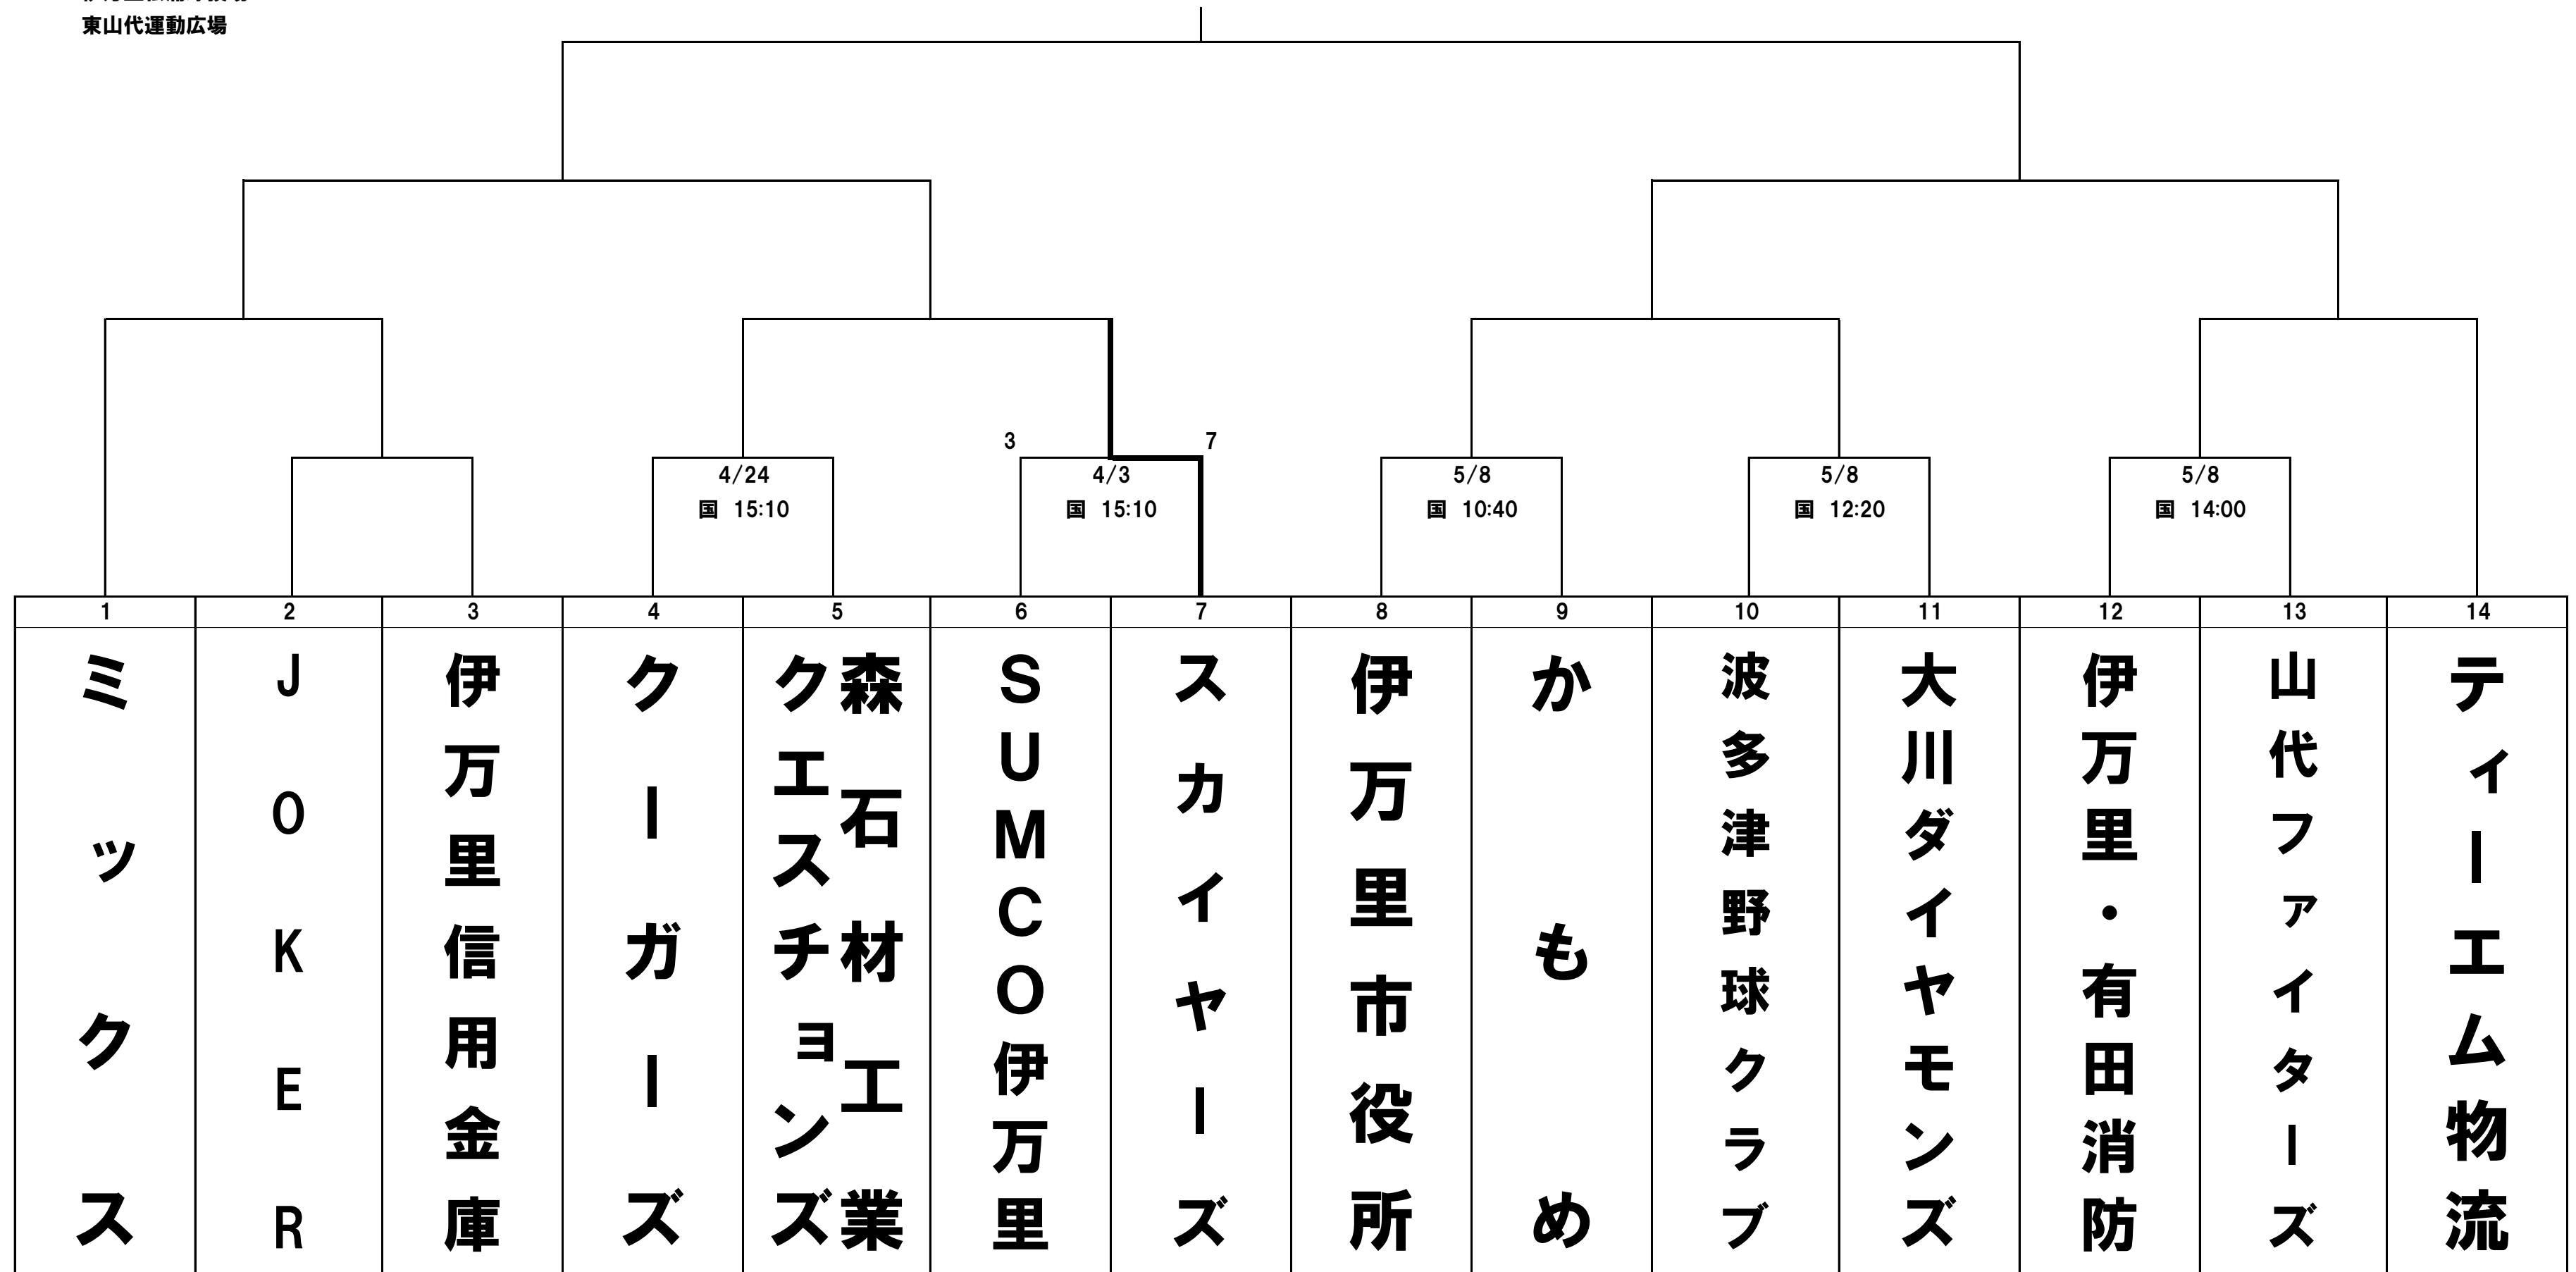 東山代運動広場
3
7
4/24
国 15:10
4/3
国 15:10
5/8
国 10:40
5/8
国 12:20
5/8
国 14:00
1
2
3
4
5
6
7
8
9
10
11
12
13
14
ミックス
JOKER
伊万里信用金庫
クーガーズ
森石材工業
クエスチョンズ
SUMCO伊万里
スカイヤーズ
伊万里市役所
かもめ
波多津野球クラブ
大川ダイヤモンズ
伊万里・有田消防
山代ファイターズ
ティーエム物流